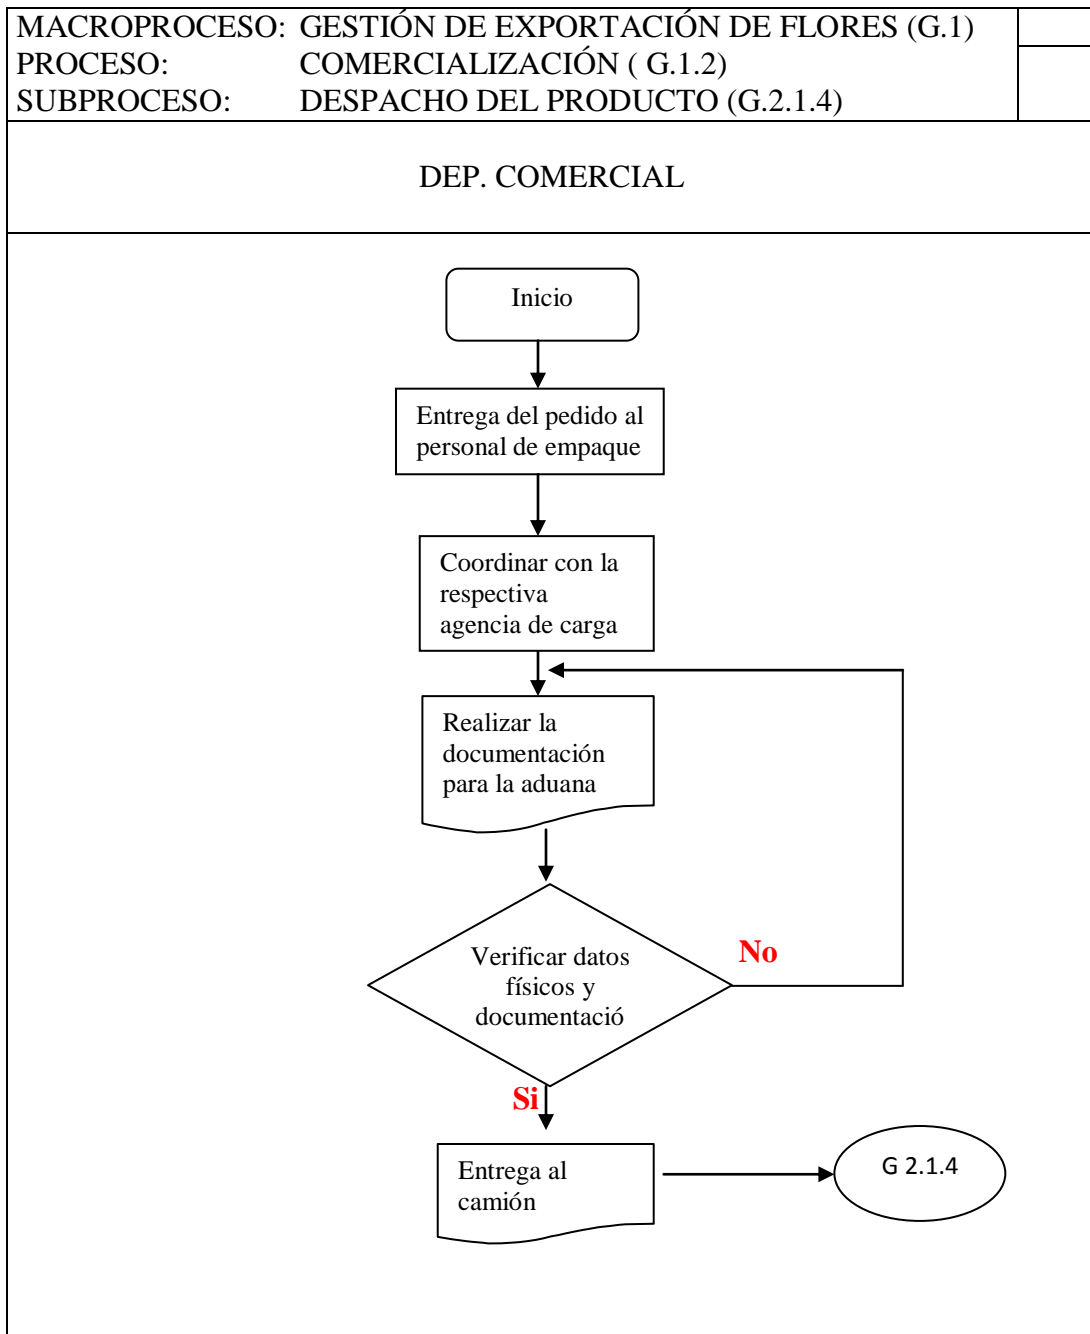 MACROPROCESO: GESTIÓN DE EXPORTACIÓN DE FLORES (G.1)
PROCESO: COMERCIALIZACIÓN ( G.1.2)
SUBPROCESO: DESPACHO DEL PRODUCTO (G.2.1.4)
DEP. COMERCIAL
Inicio
Entrega del pedido al
personal de empaque
Coordinar con la
respectiva
agencia de carga
Realizar la
documentación
para la aduana
Verificar datos
físicos y
documentació
No
Si
Entrega al
camión
G 2.1.4